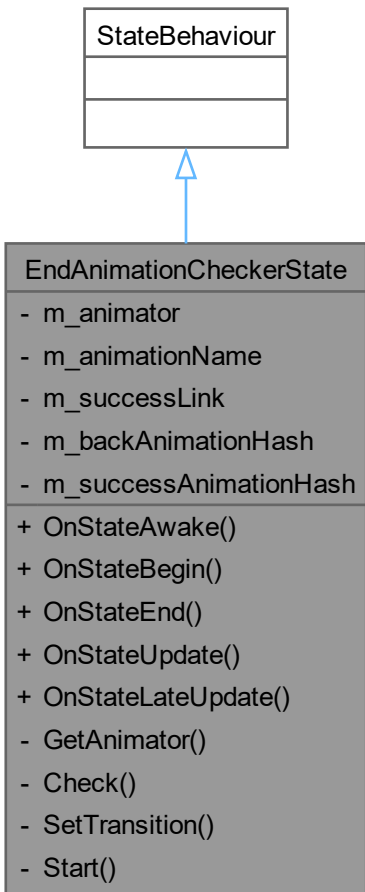 StateBehaviour
EndAnimationCheckerState
- m_animator
- m_animationName
- m_successLink
- m_backAnimationHash
- m_successAnimationHash
+ OnStateAwake()
+ OnStateBegin()
+ OnStateEnd()
+ OnStateUpdate()
+ OnStateLateUpdate()
- GetAnimator()
- Check()
- SetTransition()
- Start()